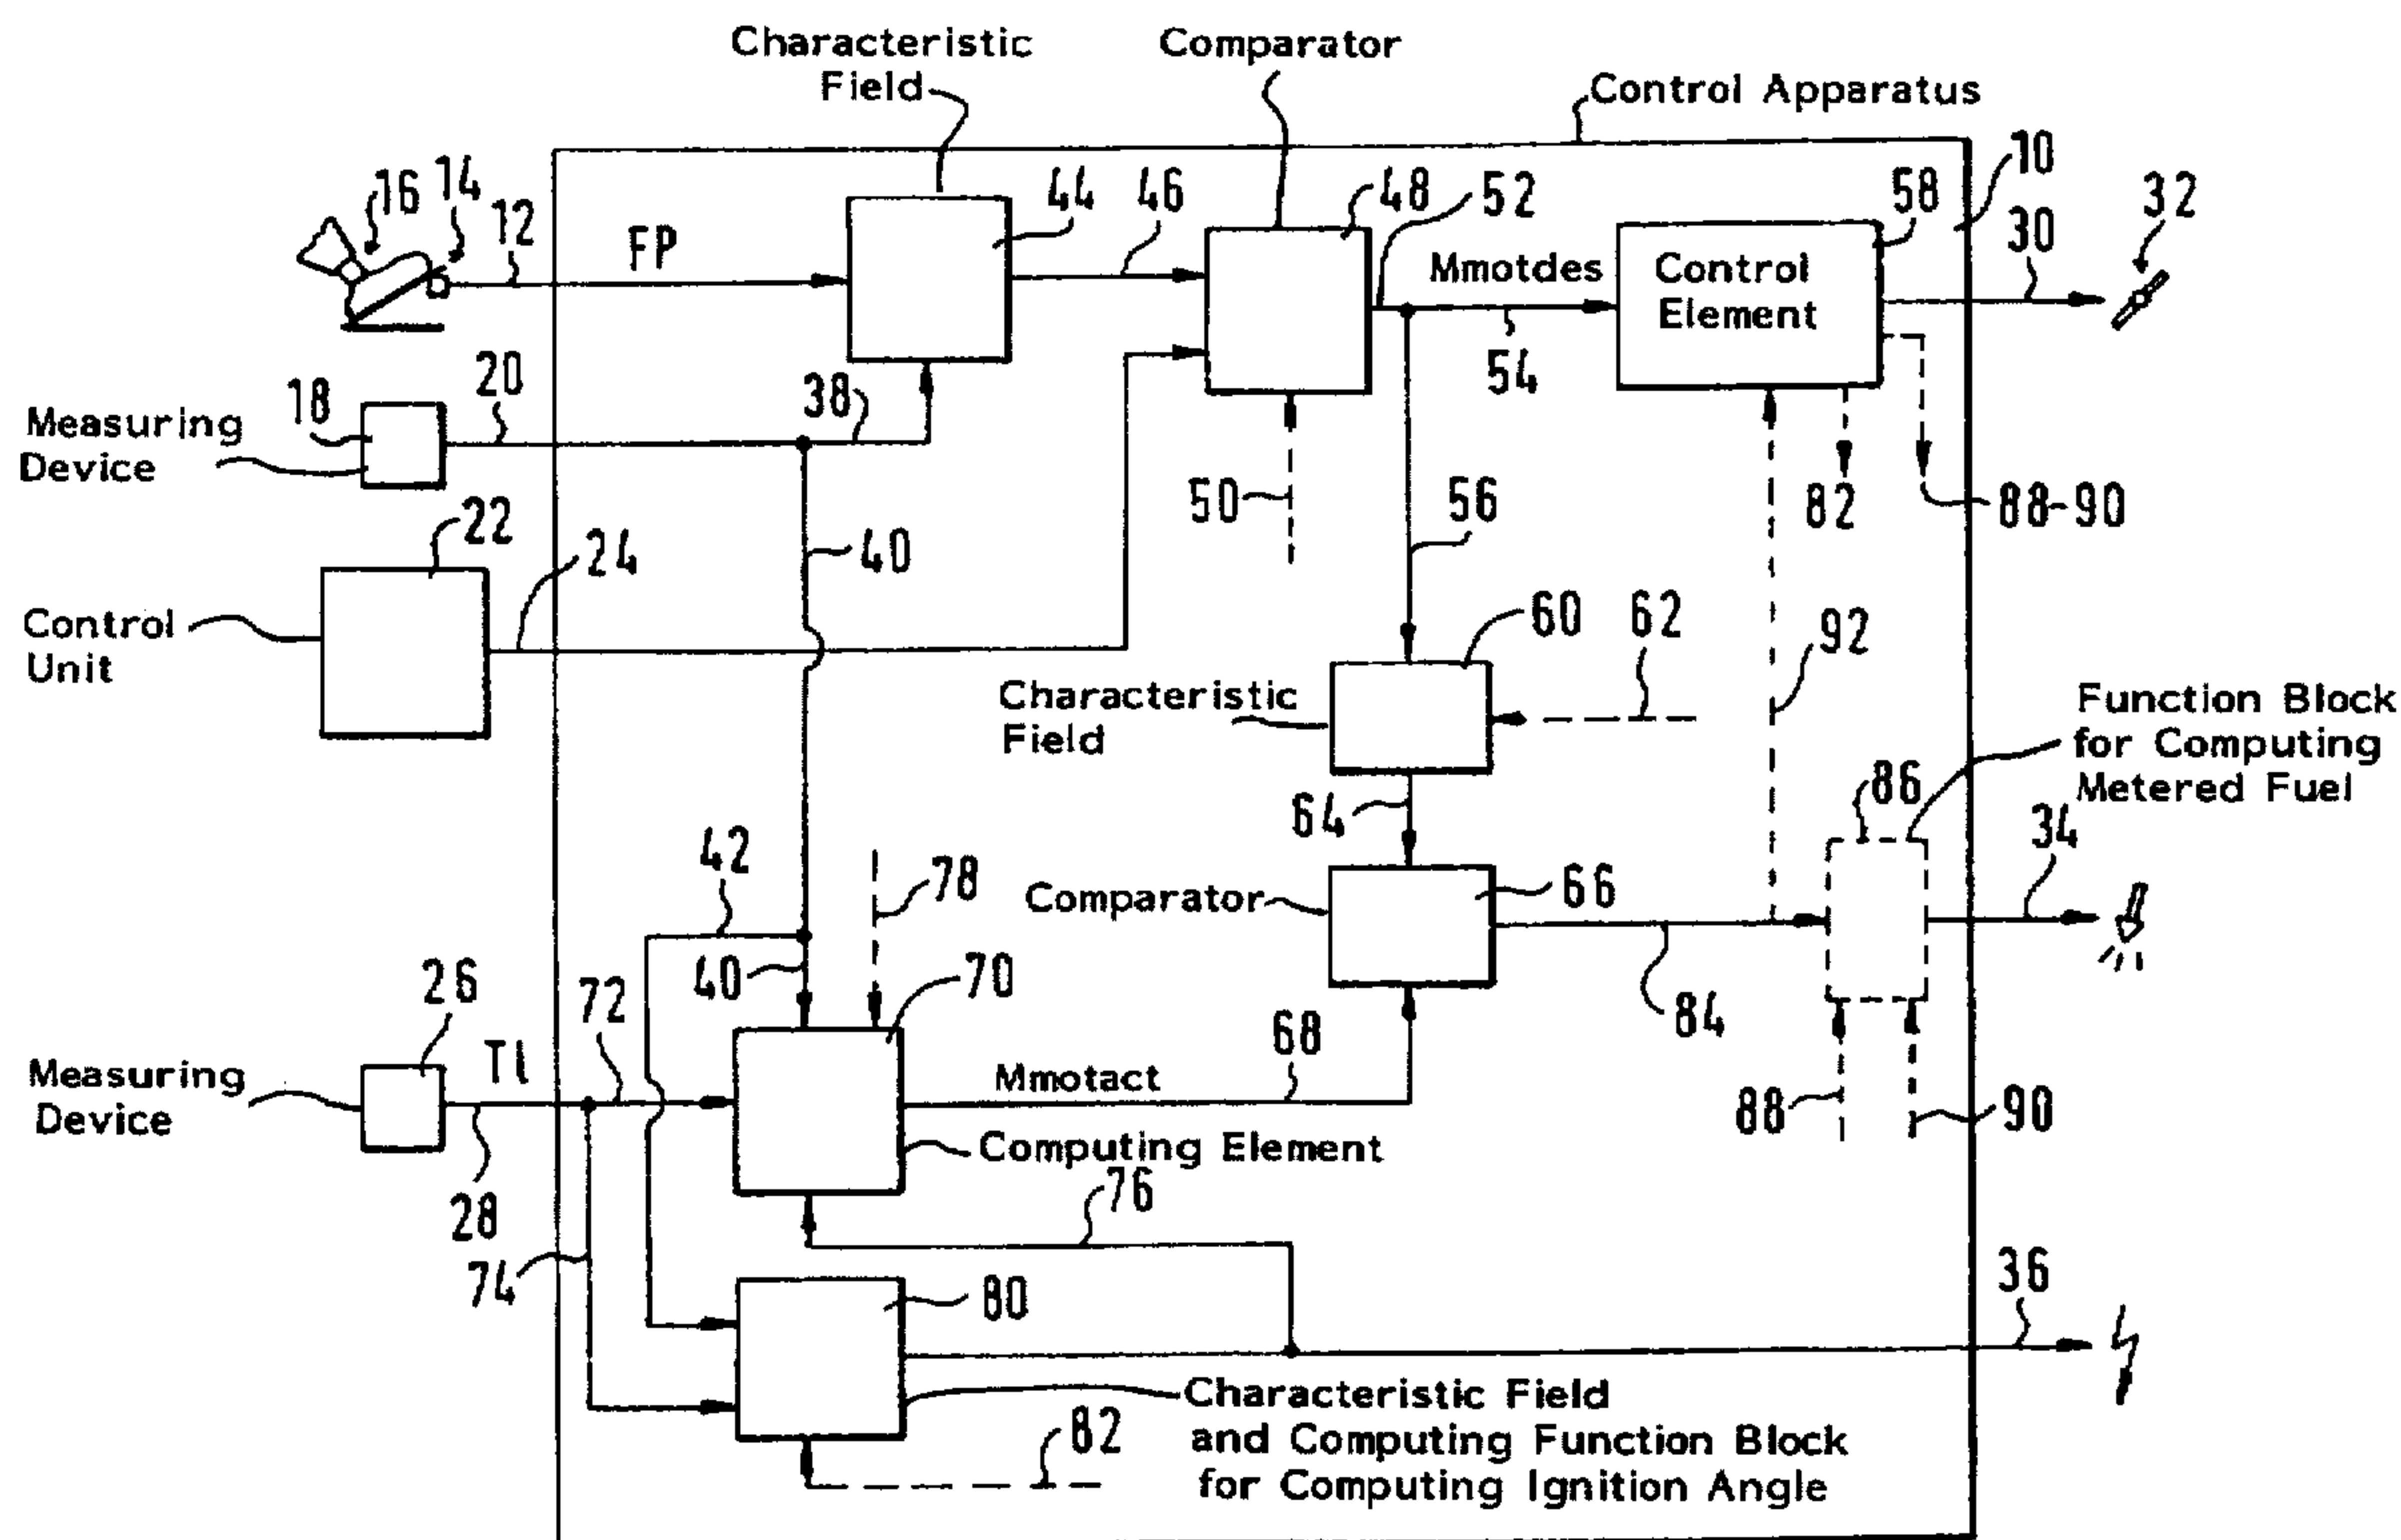 Characteristic
Field
Comparator
Control Apparatus
16
14
12
FP
44
46
48
52
58
10
30
32
Mmotdes
Control
Element
54
Measuring
Device
18
20
38
50
56
82
88-90
22
24
40
Control
Unit
60
62
92
Characteristic
Field
Function Block
for Computing
Metered Fuel
64
86
34
42
78
Comparator
66
40
70
84
26
72
Tl
68
Measuring
Device
Mmotact
88
90
28
Computing Element
76
74
80
36
Characteristic Field
and Computing Function Block
for Computing Ignition Angle
82